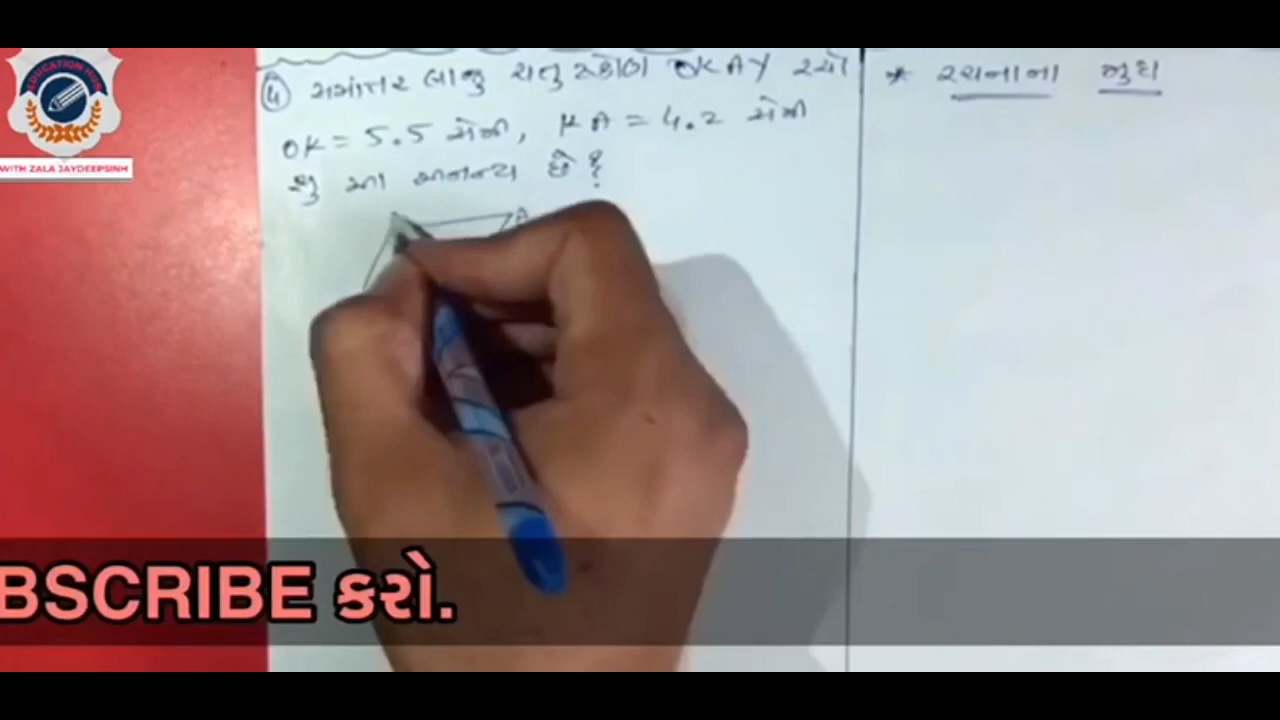 EDUCATION HUB
WITH ZALA JAYDEEPSINH
૫ સમાંતર બાજુ ચતુષ્કોણ OKAY રચો
OK = 5.5 સેમી, KA = 4.2 સેમી
શુ આ અનન્ય છે ?
A
* રચનાના મુદ્દા
BSCRIBE કરો.